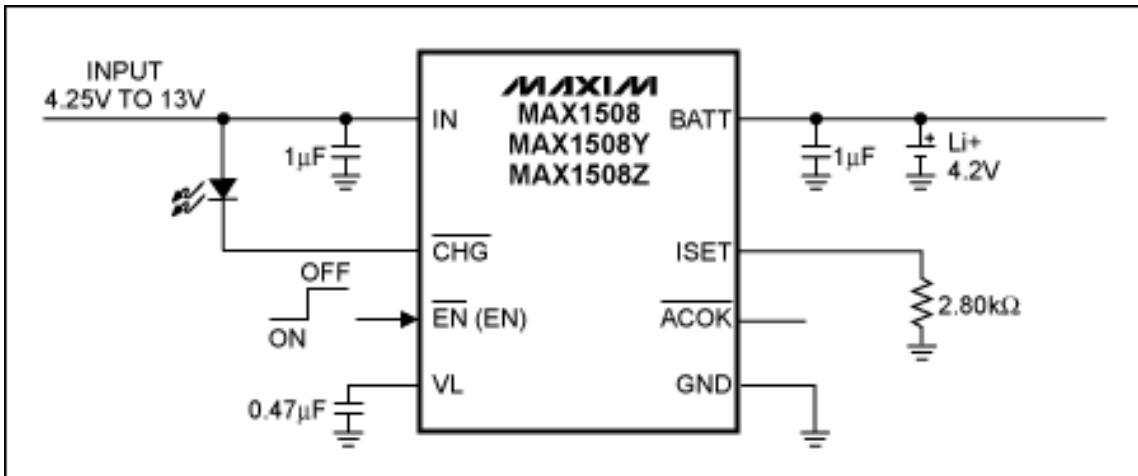 INPUT
4.25V TO 13V
1µF
IN
MAXIM
MAX1508
MAX1508Y
MAX1508Z
BATT
1µF
+
Li+
4.2V
CHG
ISET
OFF
ON
EN (EN)
ACOK
2.80kΩ
VL
GND
0.47µF